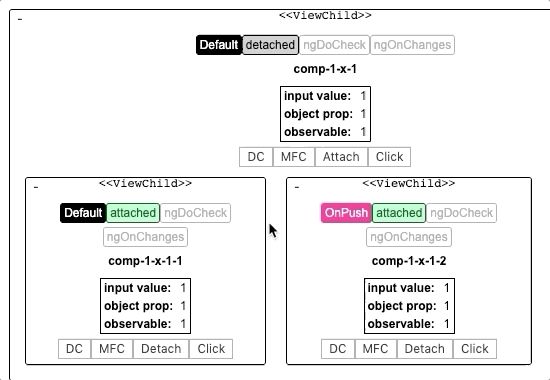 <<ViewChild>>
Default detached ngDoCheck ngOnChanges
comp-1-x-1
input value: 1
object prop: 1
observable: 1
DC MFC Attach Click
<<ViewChild>>
Default attached ngDoCheck
ngOnChanges
comp-1-x-1-1
input value: 1
object prop: 1
observable: 1
DC MFC Detach Click
<<ViewChild>>
OnPush attached ngDoCheck
ngOnChanges
comp-1-x-1-2
input value: 1
object prop: 1
observable: 1
DC MFC Detach Click